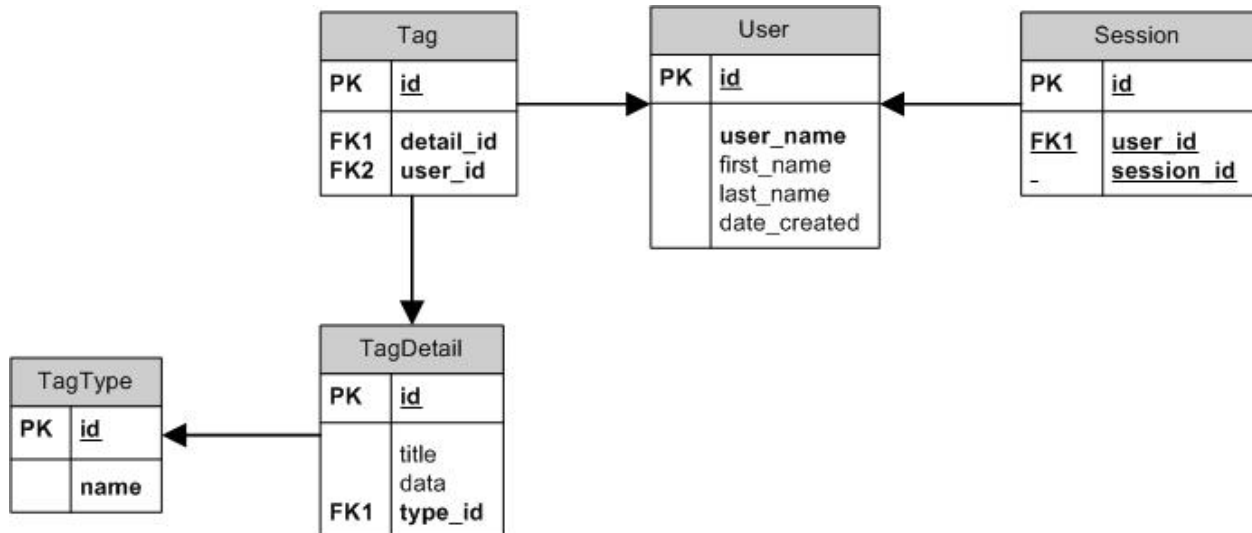 Tag
PK id
FK1 detail_id
FK2 user_id
User
PK id
user_name
first_name
last_name
date_created
Session
PK id
FK1 user_id
- session_id
TagType
PK id
name
TagDetail
PK id
title
data
FK1 type_id